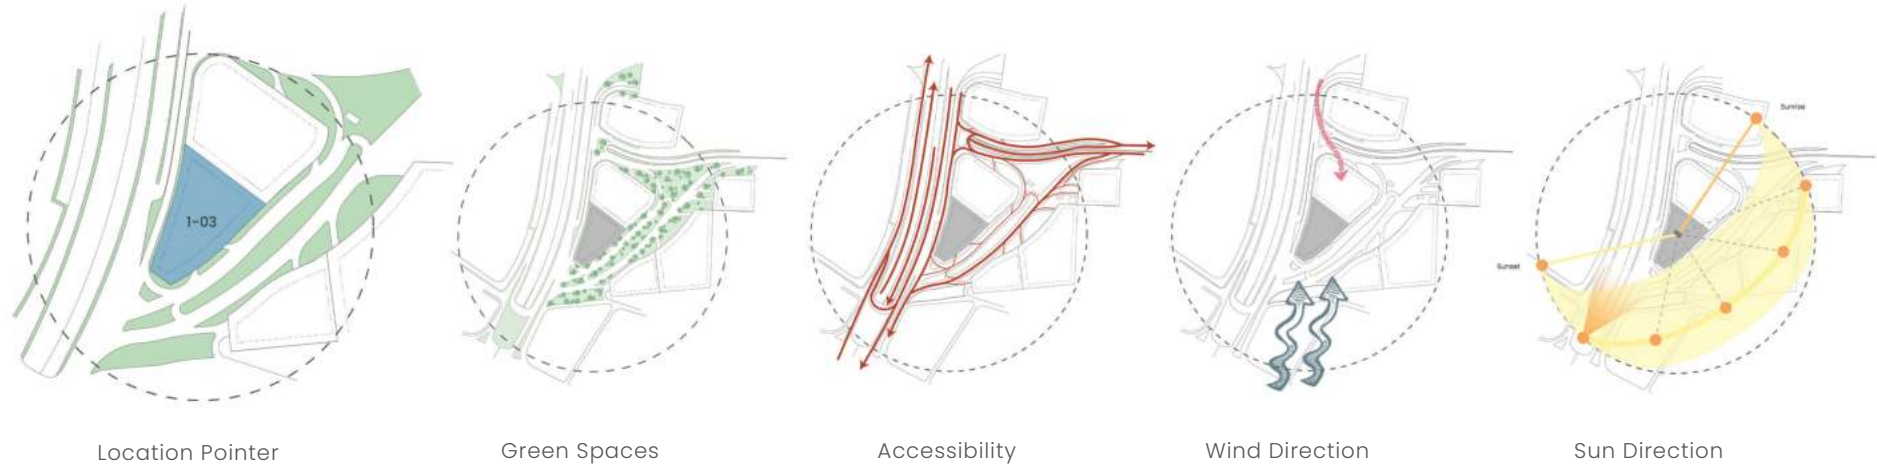 Sunrise
1-03
Sunset
Location Pointer
Green Spaces
Accessibility
Wind Direction
Sun Direction